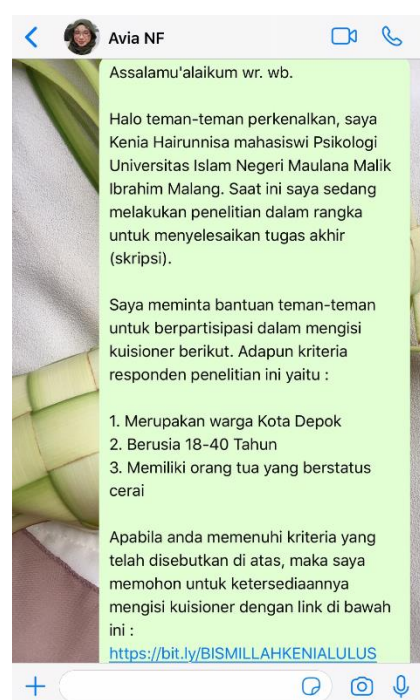 Avia NF
Assalamu'alaikum wr. wb.
Halo teman-teman perkenalkan, saya
Kenia Hairunnisa mahasiswi Psikologi
Universitas Islam Negeri Maulana Malik
Ibrahim Malang. Saat ini saya sedang
melakukan penelitian dalam rangka
untuk menyelesaikan tugas akhir
(skripsi).
Saya meminta bantuan teman-teman
untuk berpartisipasi dalam mengisi
kuisioner berikut. Adapun kriteria
responden penelitian ini yaitu :
1. Merupakan warga Kota Depok
2. Berusia 18-40 Tahun
3. Memiliki orang tua yang berstatus
cerai
Apabila anda memenuhi kriteria yang
telah disebutkan di atas, maka saya
memohon untuk ketersediaannya
mengisi kuisioner dengan link di bawah
ini :
https://bit.ly/BISMILLAHKENIALULUS